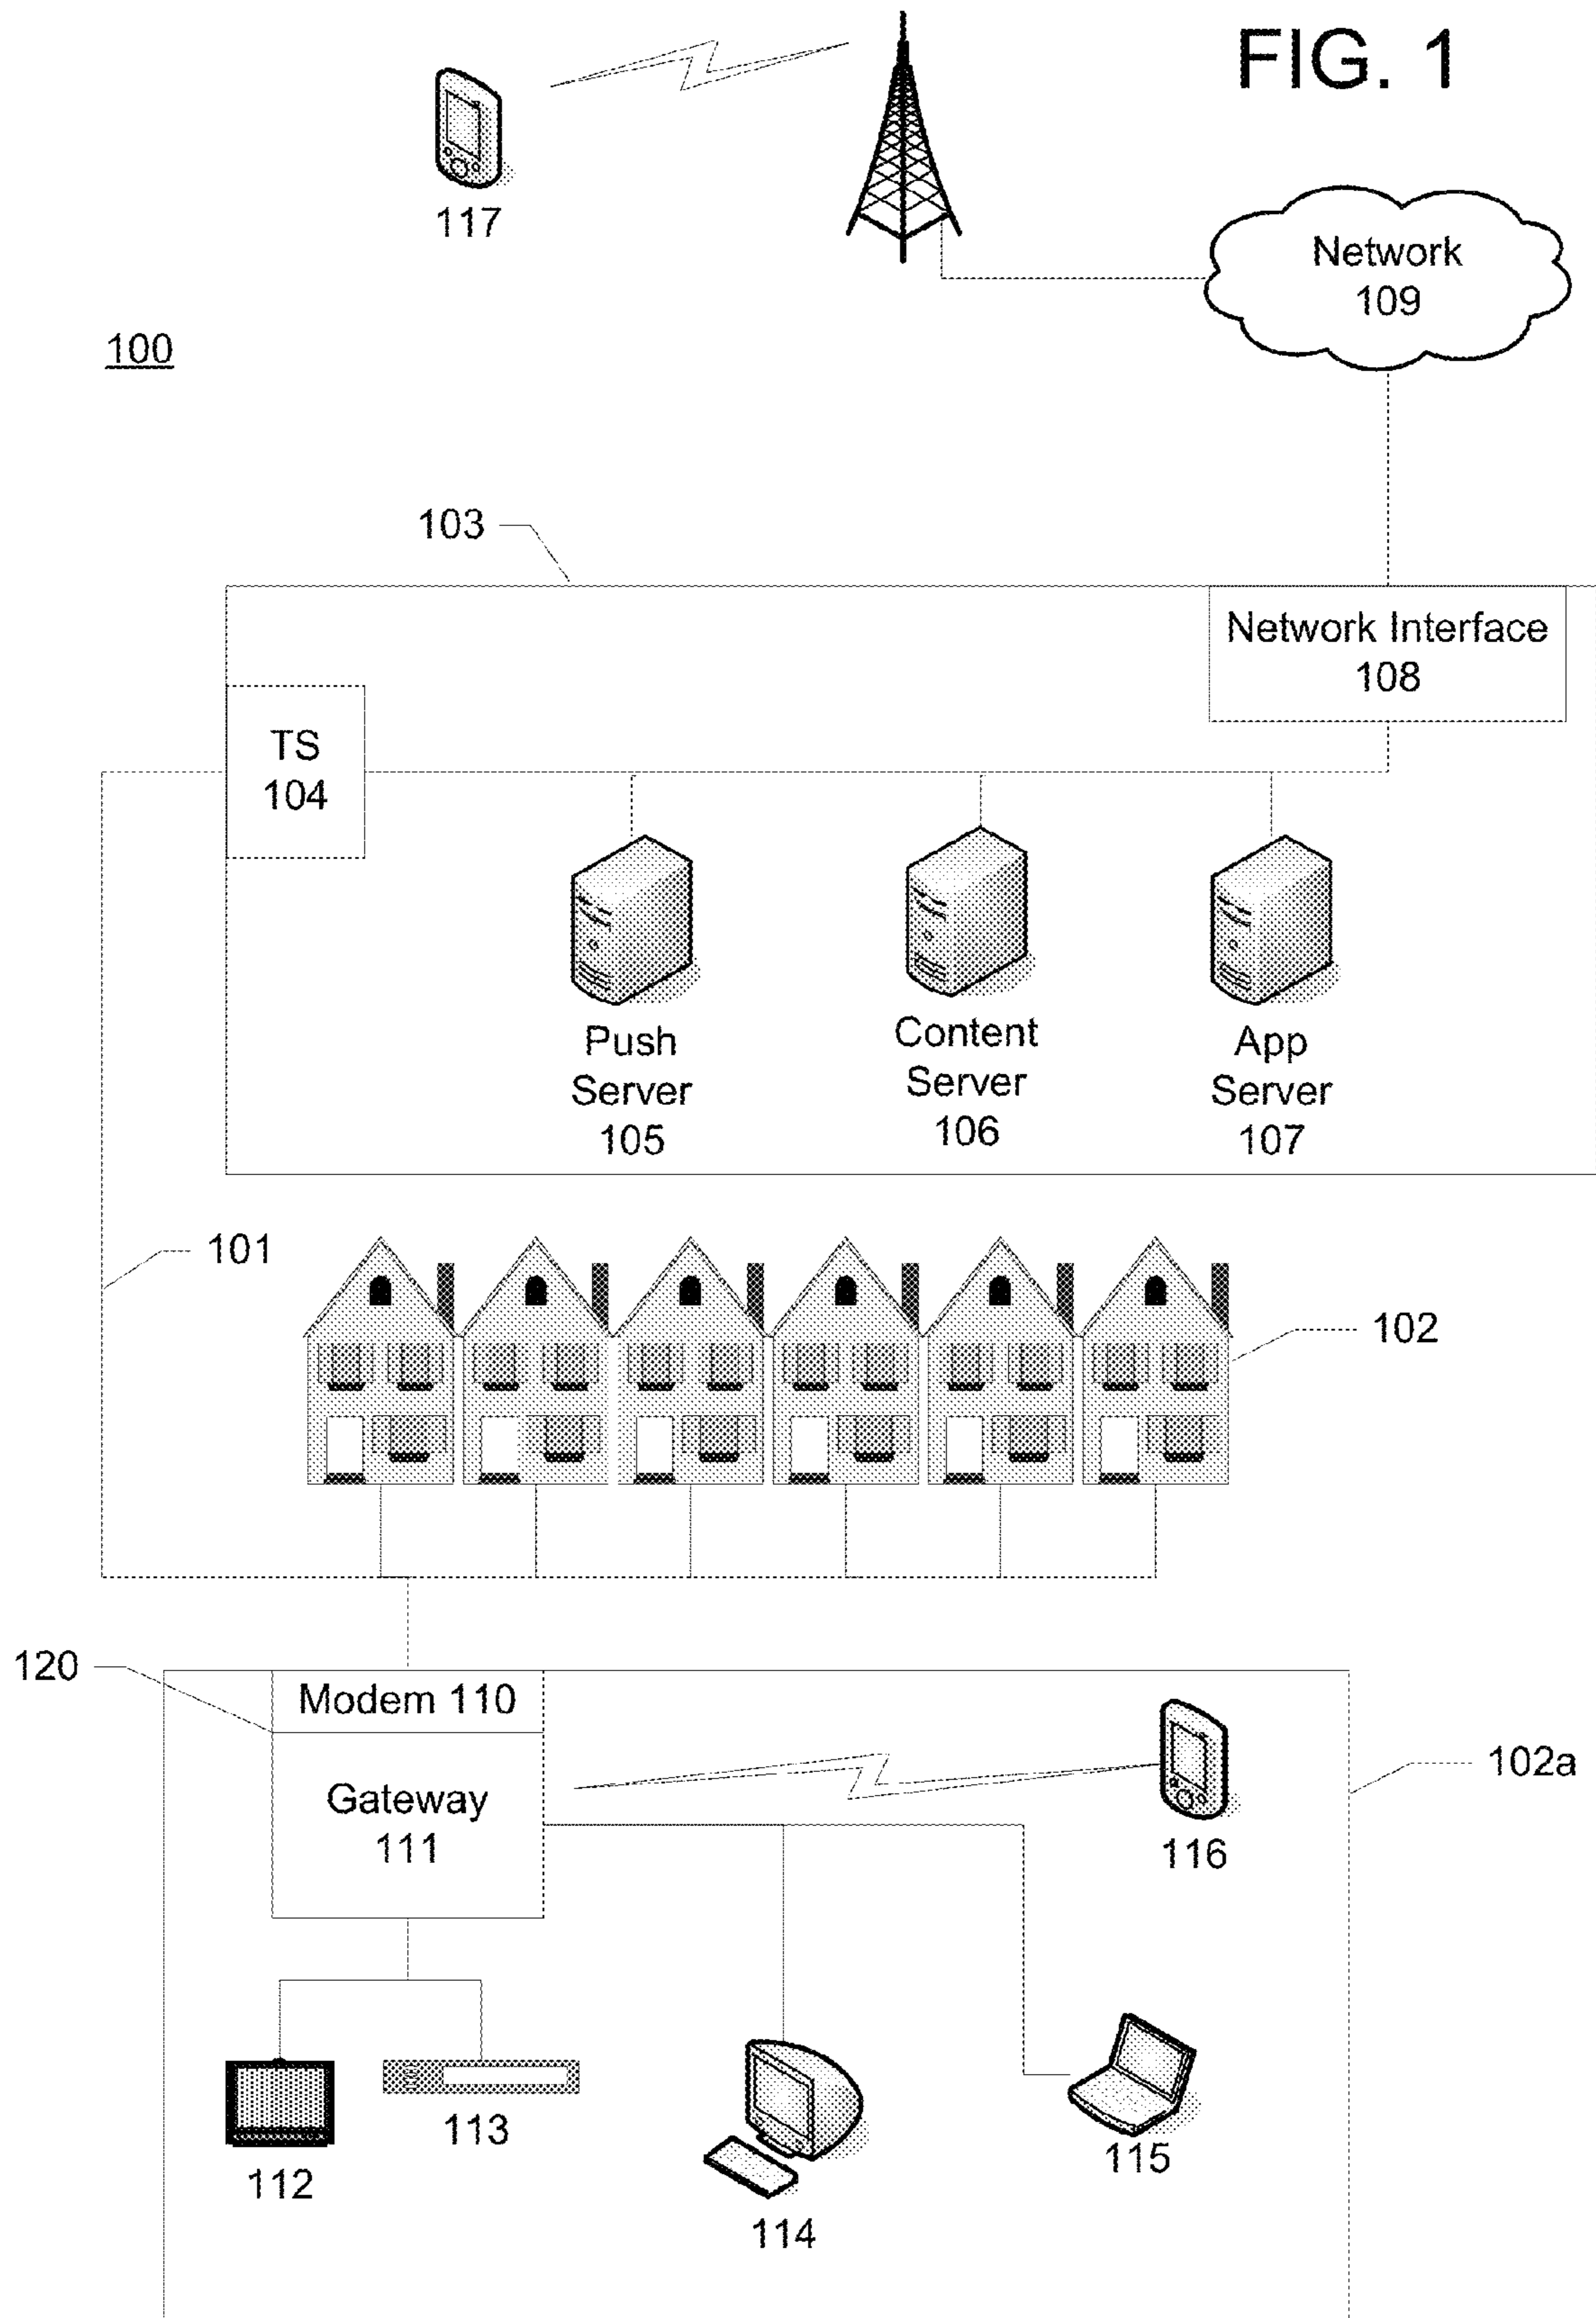 FIG. 1
117
Network
109
100
103
Network Interface
108
TS
104
Push
Server
105
Content
Server
106
App
Server
107
101
102
120
Modem 110
Gateway
111
102a
116
112
113
114
115